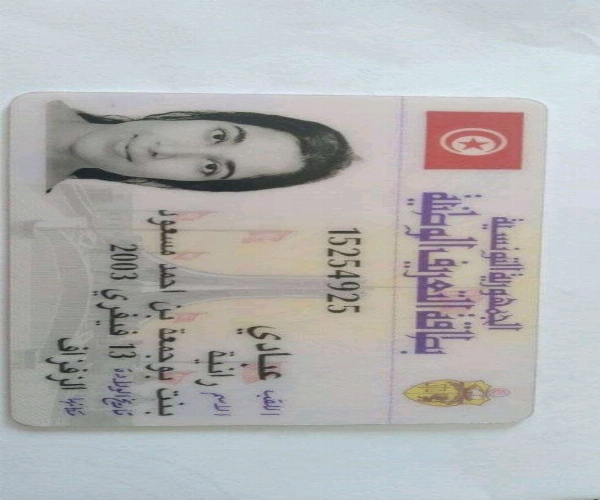 الجمهورية التونسية
بطاقة التعريف الوطنية
15254925
اللقب عبادي
الاسم رانية
بنت بوجمعة بن احمد مسعود
تاريخ الولادة 13 فيفري 2003
مكانها